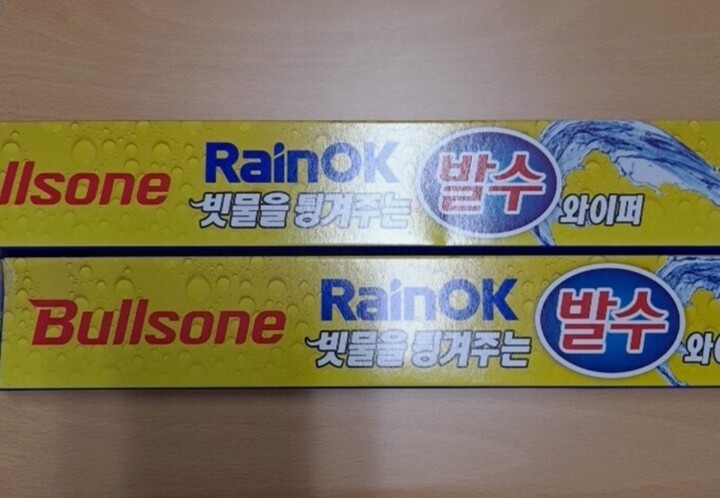 llsone RainOK
빗물을 튕겨주는 발수 와이퍼
Bullsone RainOK
빗물을 튕겨주는 발수 와이